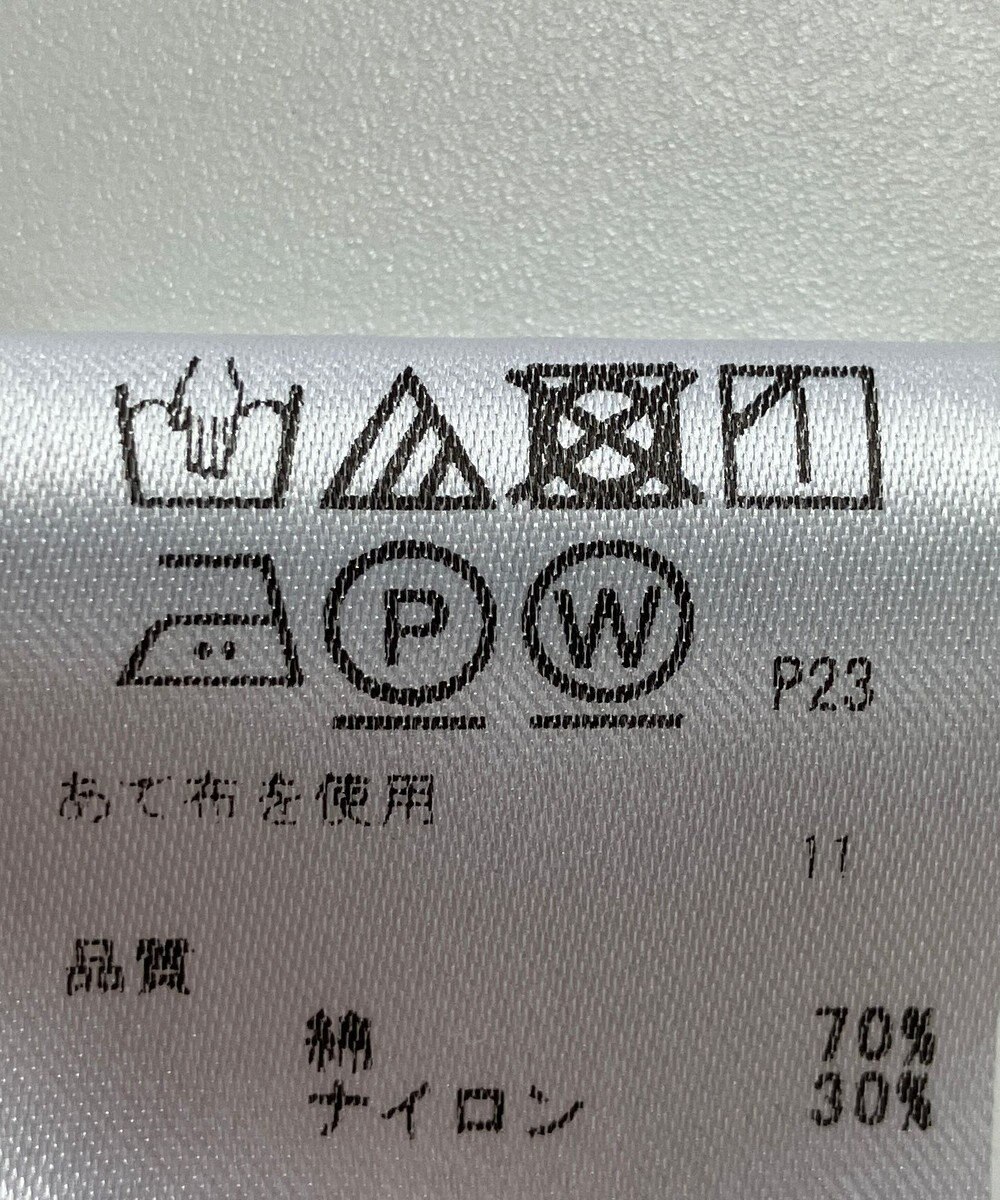 P W P23
あて布を使用
11
品質
綿 70%
ナイロン 30%